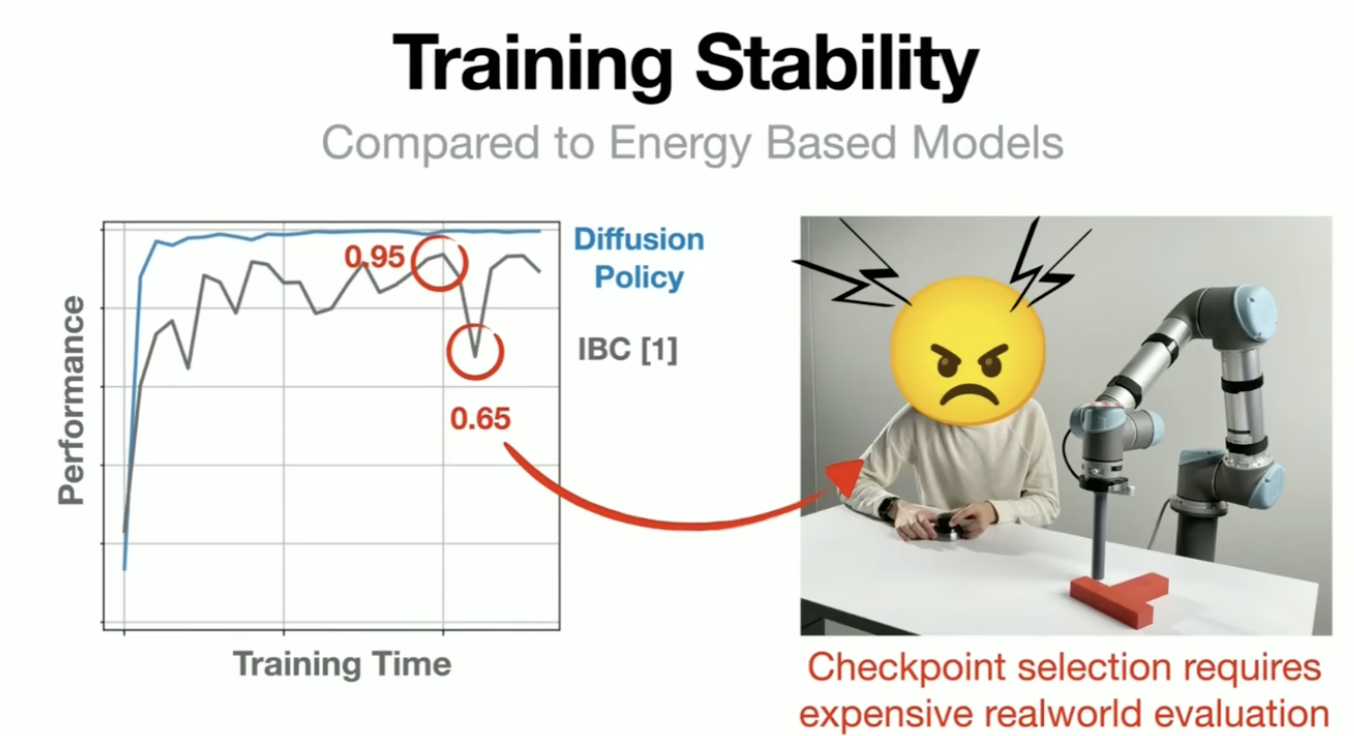 Training Stability
Compared to Energy Based Models
Performance
0.95
0.65
Training Time
Diffusion
Policy
IBC [1]
Checkpoint selection requires
expensive realworld evaluation